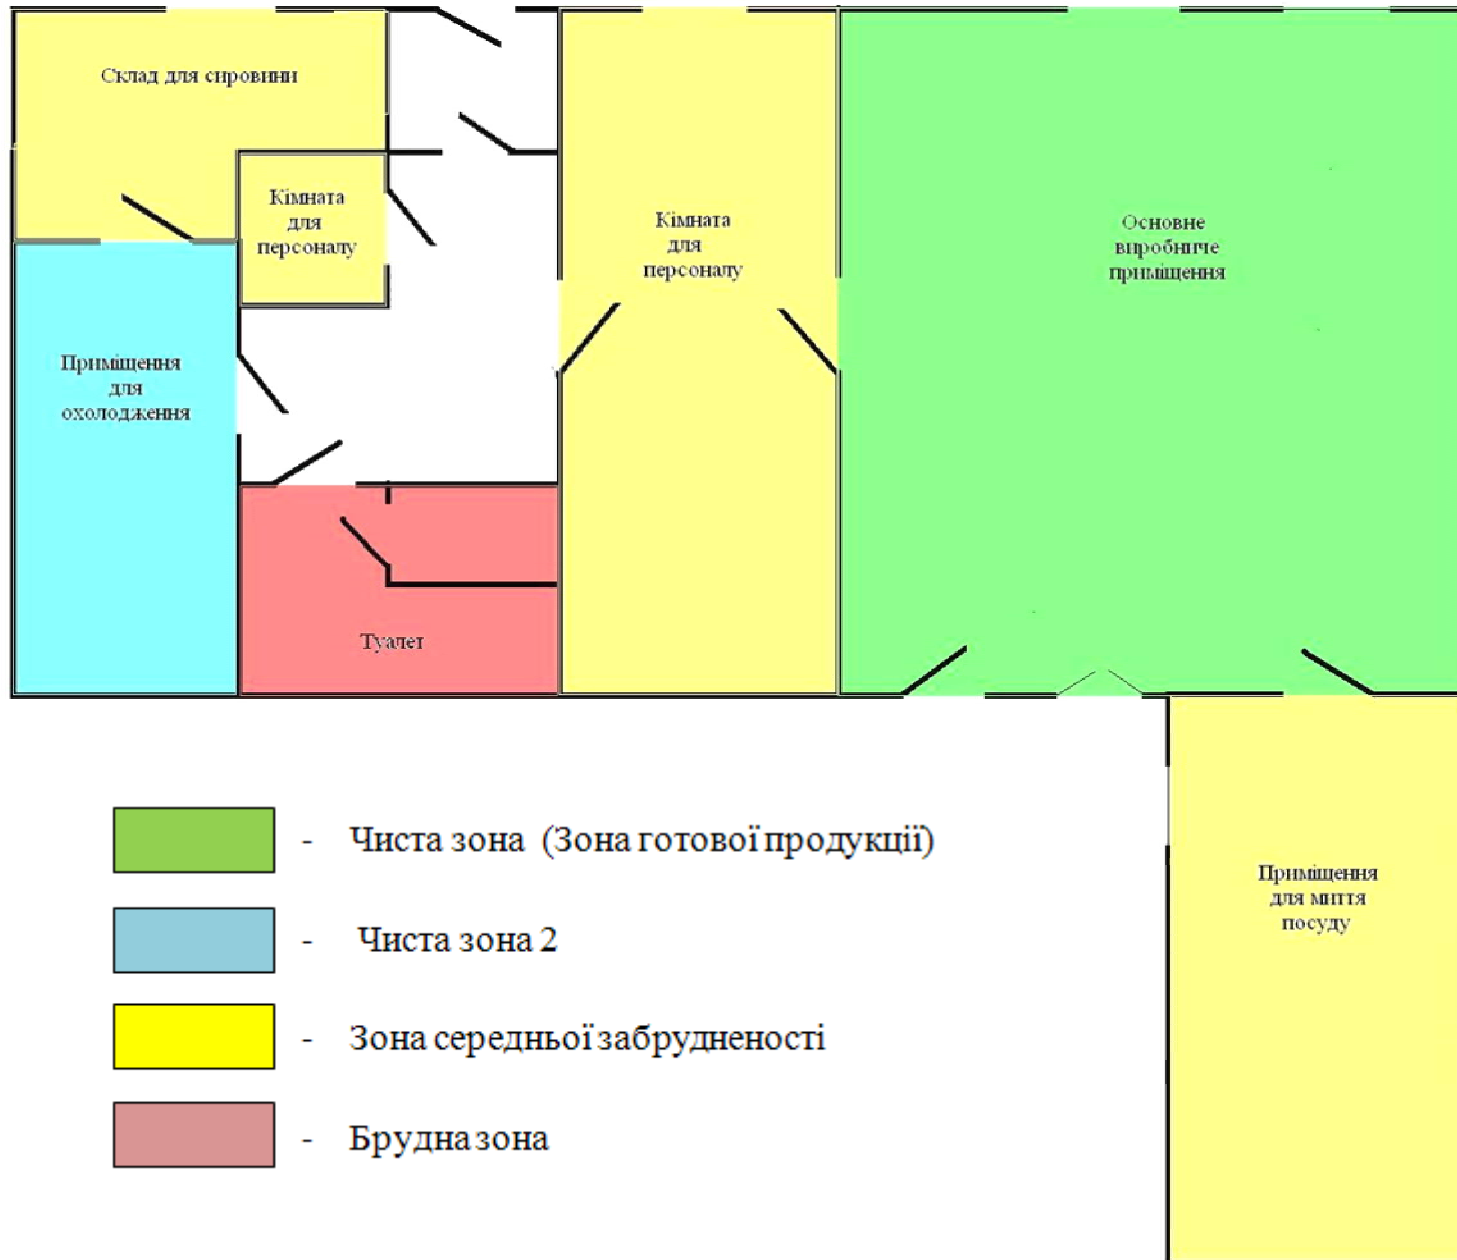 Склад для сировини
Кімната
для
персоналу
Кімната
для
персоналу
Основне
виробниче
приміщення
Приміщення
для
охолодження
Туалет
- Чиста зона (Зона готової продукції)
- Чиста зона 2
- Зона середньої забрудненості
- Брудна зона
Приміщення
для миття
посуду